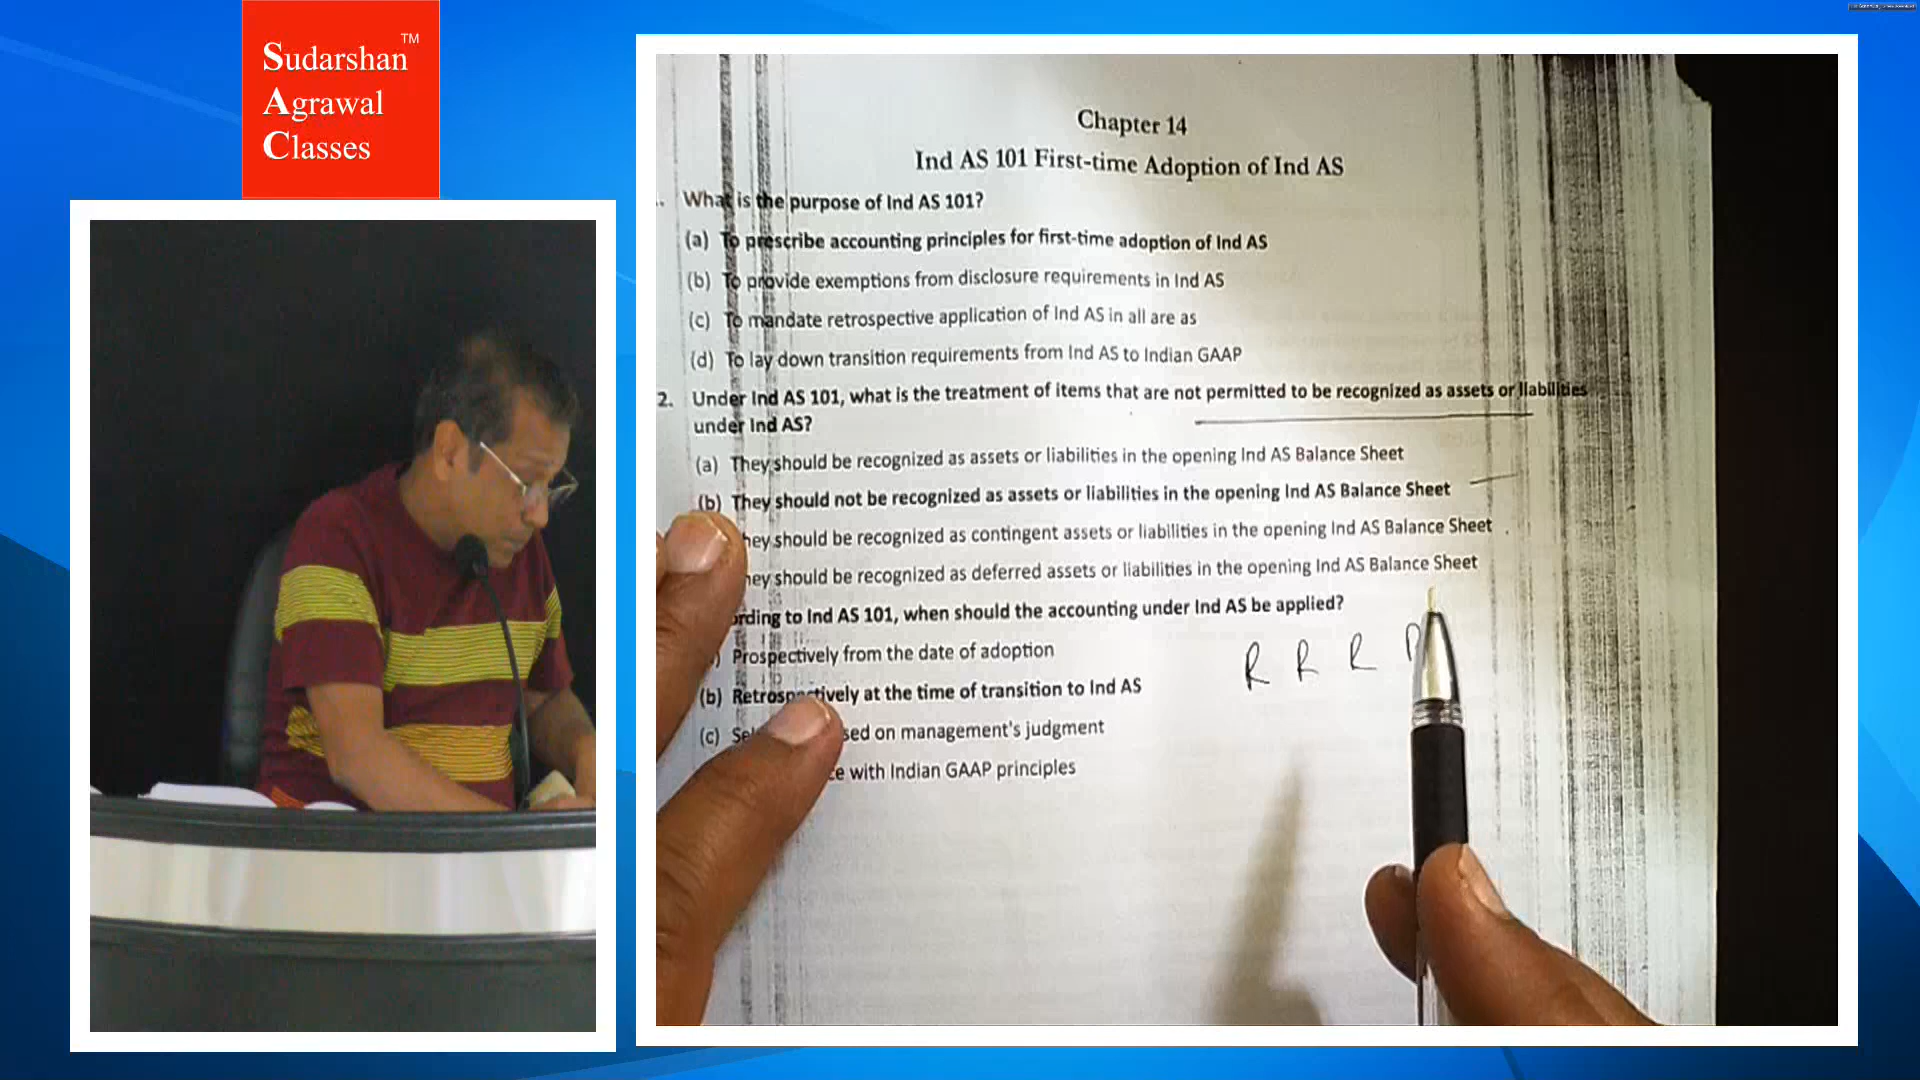 Sudarshan TM
Agrawal
Classes
Chapter 14
Ind AS 101 First-time Adoption of Ind AS
What is the purpose of Ind AS 101?
(a) To prescribe accounting principles for first-time adoption of Ind AS
(b) To provide exemptions from disclosure requirements in Ind AS
(c) To mandate retrospective application of Ind AS in all are as
(d) To lay down transition requirements from Ind AS to Indian GAAP
2. Under Ind AS 101, what is the treatment of items that are not permitted to be recognized as assets or liabilities
under Ind AS?
(a) They should be recognized as assets or liabilities in the opening Ind AS Balance Sheet
(b) They should not be recognized as assets or liabilities in the opening Ind AS Balance Sheet
hey should be recognized as contingent assets or liabilities in the opening Ind AS Balance Sheet
ney should be recognized as deferred assets or liabilities in the opening Ind AS Balance Sheet
ording to Ind AS 101, when should the accounting under Ind AS be applied?
) Prospectively from the date of adoption
R R R
(b) Retrospectively at the time of transition to Ind AS
(c) Sel sed on management's judgment
ce with Indian GAAP principles